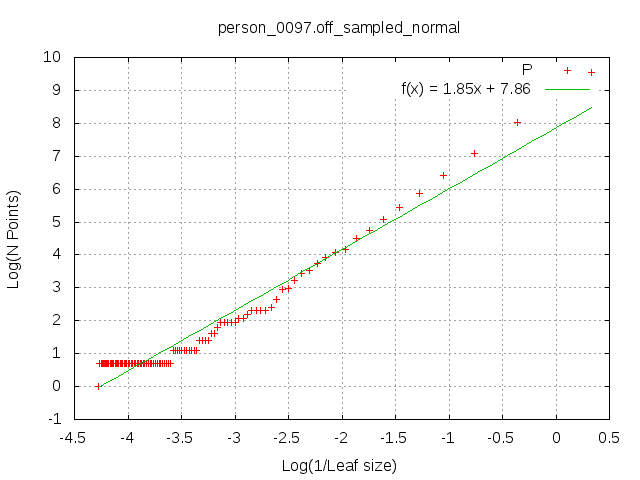 person_0097.off_sampled_normal
10
9
8
7
6
5
4
3
2
1
0
-1
-4.5 -4 -3.5 -3 -2.5 -2 -1.5 -1 -0.5 0 0.5
Log(N Points)
Log(1/Leaf size)
P
f(x) = 1.85x + 7.86